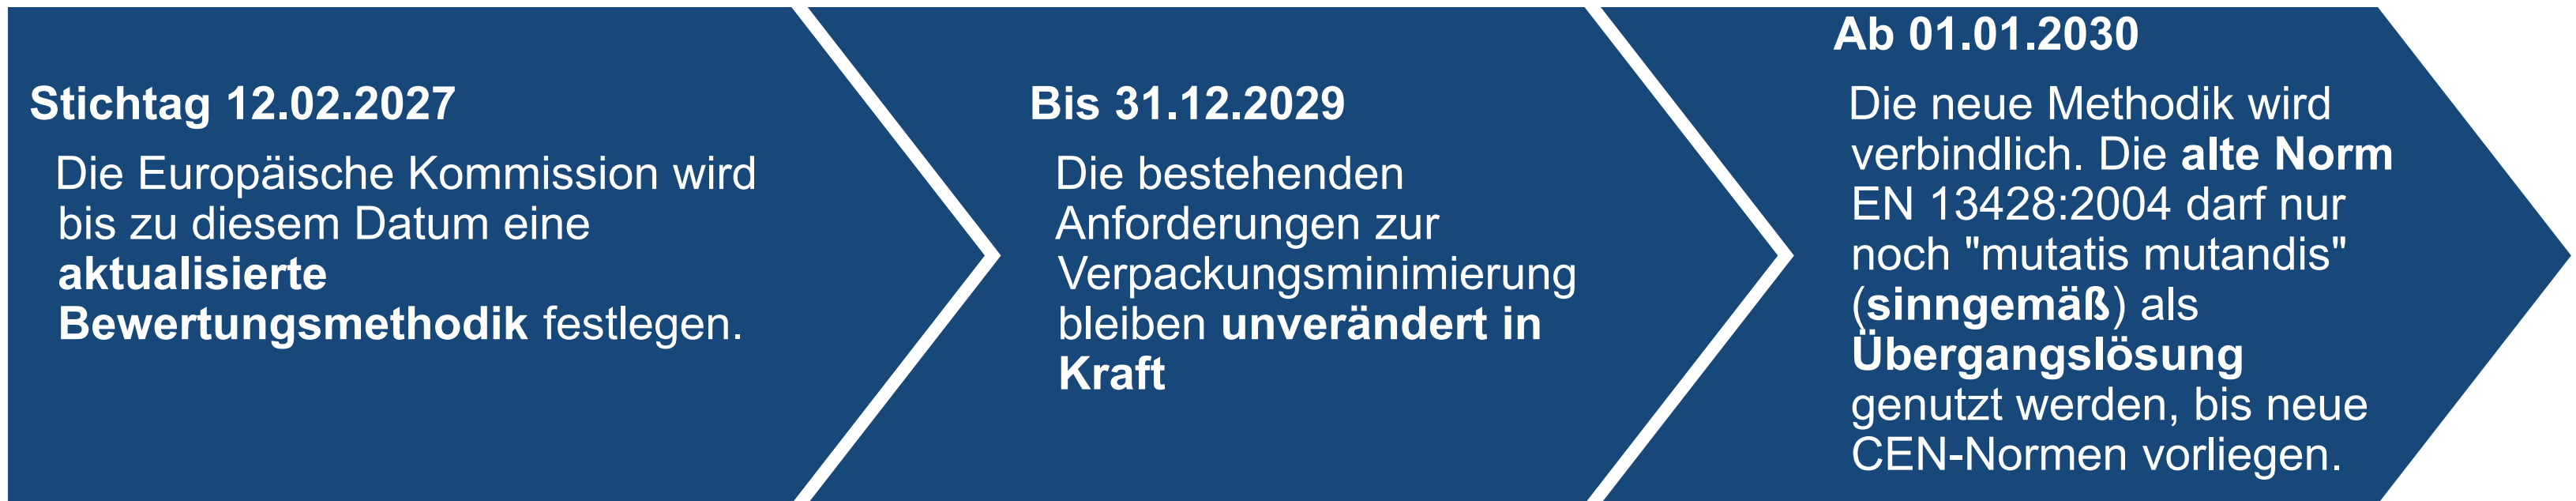 Stichtag 12.02.2027
Die Europäische Kommission wird
bis zu diesem Datum eine
aktualisierte
Bewertungsmethodik festlegen.
Bis 31.12.2029
Die bestehenden
Anforderungen zur
Verpackungsminimierung
bleiben unverändert in
Kraft
Ab 01.01.2030
Die neue Methodik wird
verbindlich. Die alte Norm
EN 13428:2004 darf nur
noch "mutatis mutandis"
(sinngemäß) als
Übergangslösung
genutzt werden, bis neue
CEN-Normen vorliegen.